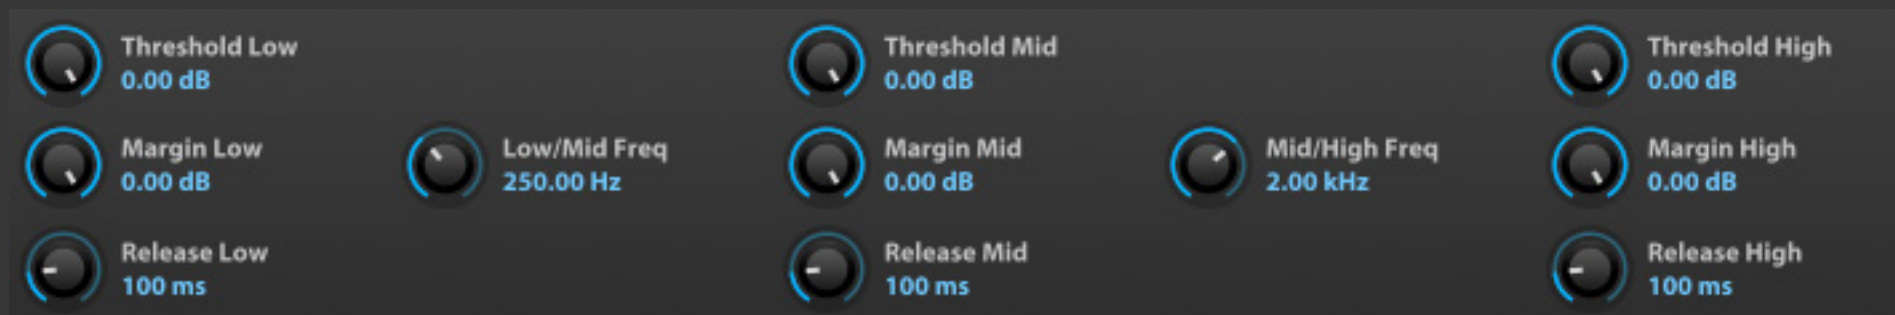 Threshold Low
0.00 dB
Threshold Mid
0.00 dB
Threshold High
0.00 dB
Margin Low
0.00 dB
Low/Mid Freq
250.00 Hz
Margin Mid
0.00 dB
Mid/High Freq
2.00 kHz
Margin High
0.00 dB
Release Low
100 ms
Release Mid
100 ms
Release High
100 ms